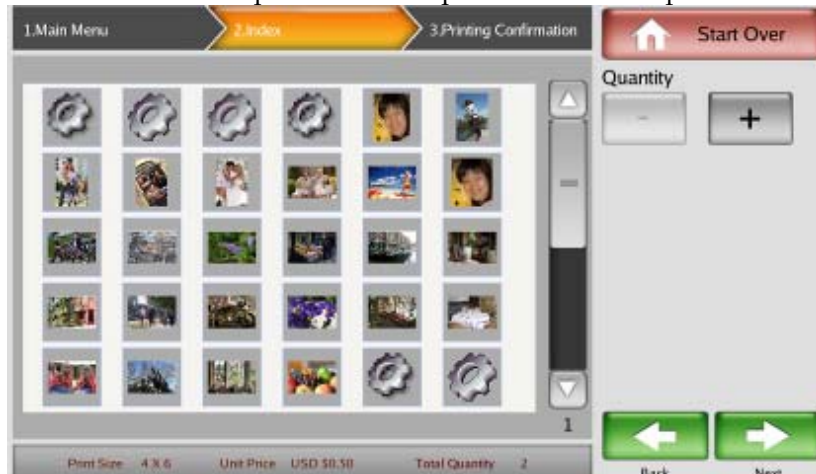 1.Main Menu
2.Index
3.Printing Confirmation
Start Over
Quantity
-
+
1
Print Size 4 X 6 Unit Price USD $0.50 Total Quantity 2
Back
Next